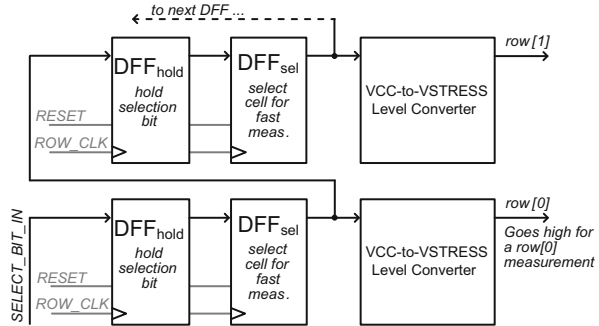 to next DFF ...
row [1]
DFFhold
hold
selection
bit
DFFsel
select
cell for
fast
meas.
VCC-to-VSTRESS
Level Converter
RESET
ROW_CLK
SELECT_BIT_IN
DFFhold
hold
selection
bit
DFFsel
select
cell for
fast
meas.
VCC-to-VSTRESS
Level Converter
row [0]
Goes high for
a row[0]
measurement
RESET
ROW_CLK